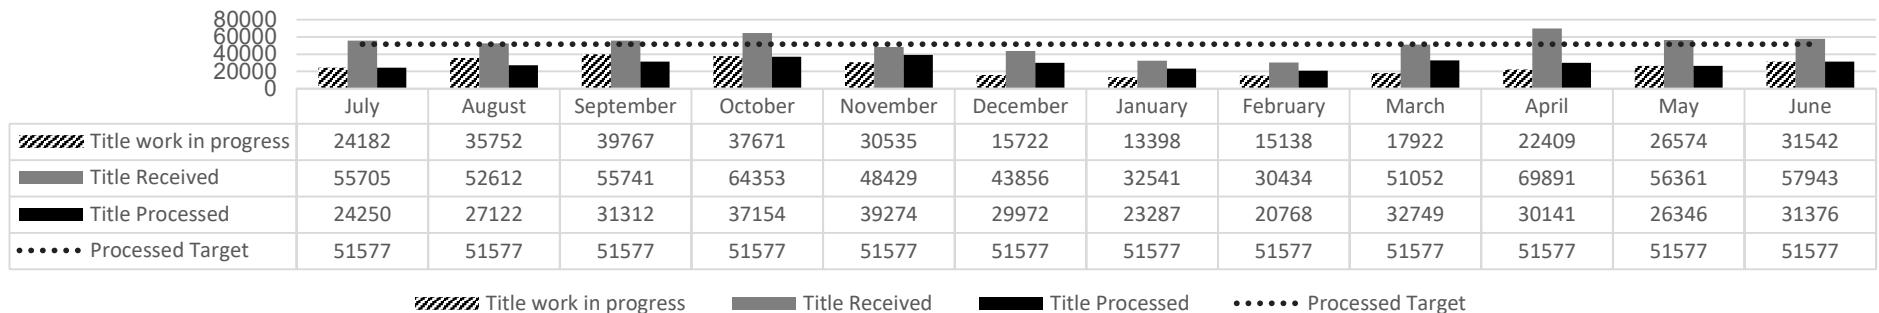 80000
60000
40000
20000
0
July August September October November December January February March April May June
Title work in progress 24182 35752 39767 37671 30535 15722 13398 15138 17922 22409 26574 31542
Title Received 55705 52612 55741 64353 48429 43856 32541 30434 51052 69891 56361 57943
Title Processed 24250 27122 31312 37154 39274 29972 23287 20768 32749 30141 26346 31376
Processed Target 51577 51577 51577 51577 51577 51577 51577 51577 51577 51577 51577 51577
Title work in progress Title Received Title Processed Processed Target